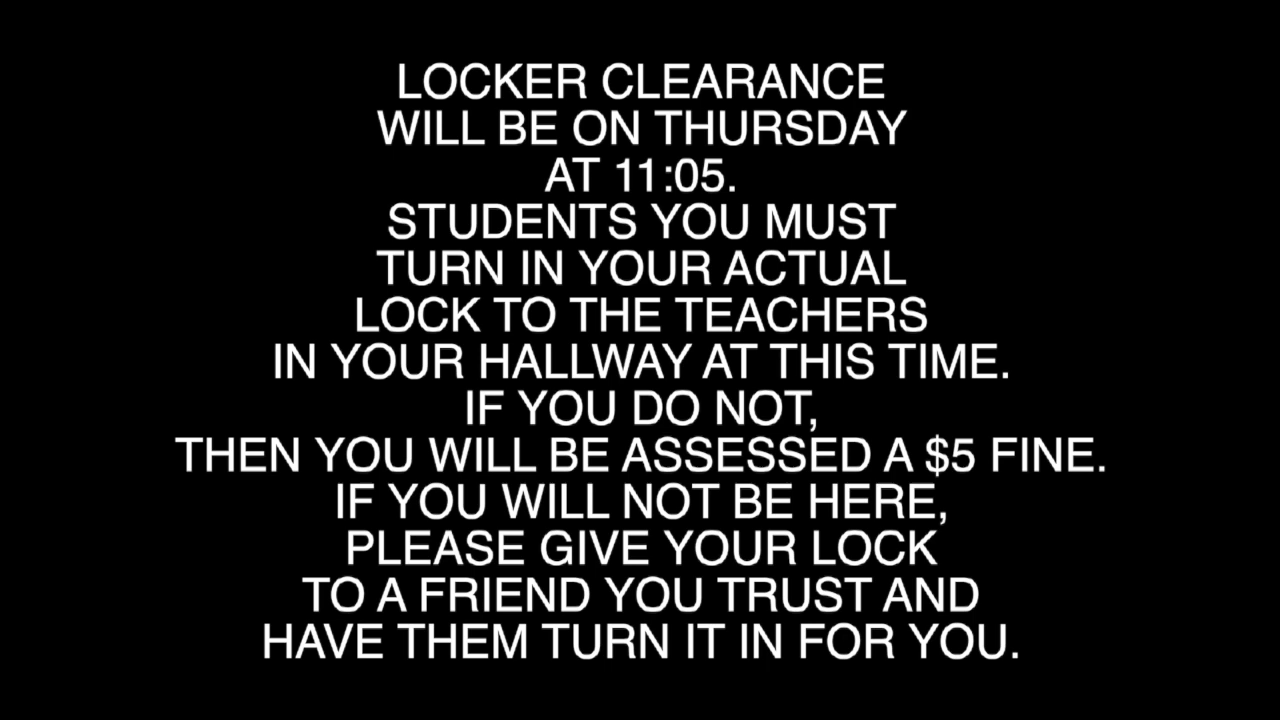 LOCKER CLEARANCE
WILL BE ON THURSDAY
AT 11:05.
STUDENTS YOU MUST
TURN IN YOUR ACTUAL
LOCK TO THE TEACHERS
IN YOUR HALLWAY AT THIS TIME.
IF YOU DO NOT,
THEN YOU WILL BE ASSESSED A $5 FINE.
IF YOU WILL NOT BE HERE,
PLEASE GIVE YOUR LOCK
TO A FRIEND YOU TRUST AND
HAVE THEM TURN IT IN FOR YOU.